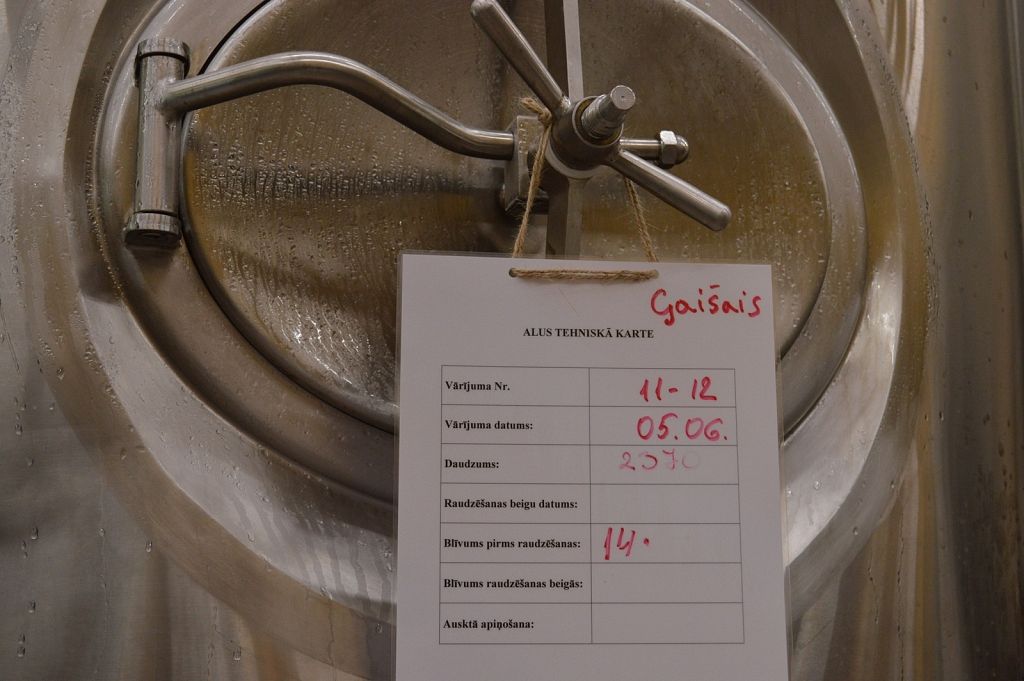 Gaišais
ALUS TEHNISKĀ KARTE
Vārījuma Nr. 11-12
Vārījuma datums: 05.06.
Daudzums: 2370
Raudzēšanas beigu datums:
Blīvums pirms raudzēšanas: 14.
Blīvums raudzēšanas beigās:
Aukstā apiņošana: